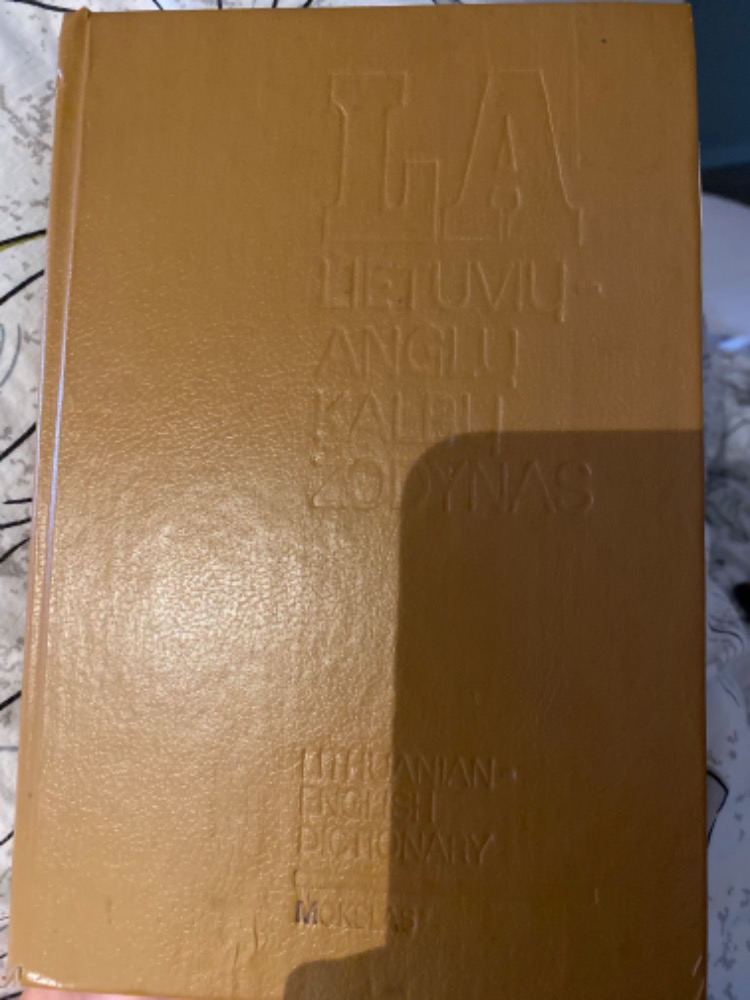 LA
LIETUVIŲ-
ANGLŲ
KALBŲ
ŽODYNAS
LITHUANIAN-
ENGLISH
DICTIONARY
MOKSLAS